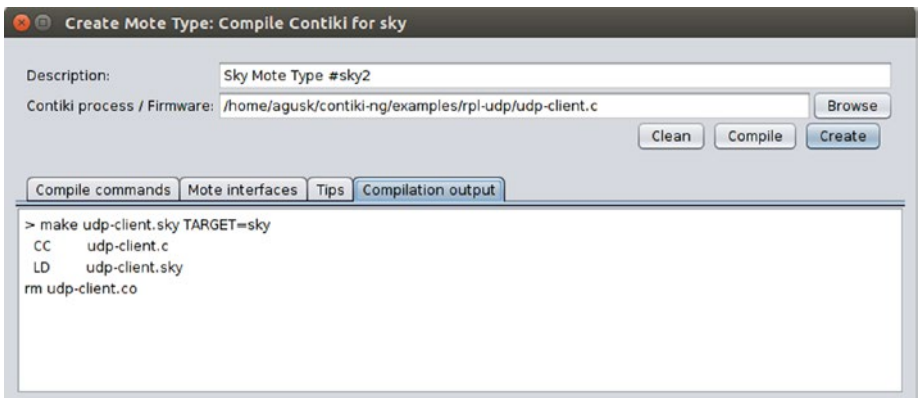 Create Mote Type: Compile Contiki for sky
Description: Sky Mote Type #sky2
Contiki process / Firmware: /home/agusk/contiki-ng/examples/rpl-udp/udp-client.c Browse
Clean Compile Create
Compile commands Mote interfaces Tips Compilation output
> make udp-client.sky TARGET=sky
CC udp-client.c
LD udp-client.sky
rm udp-client.co